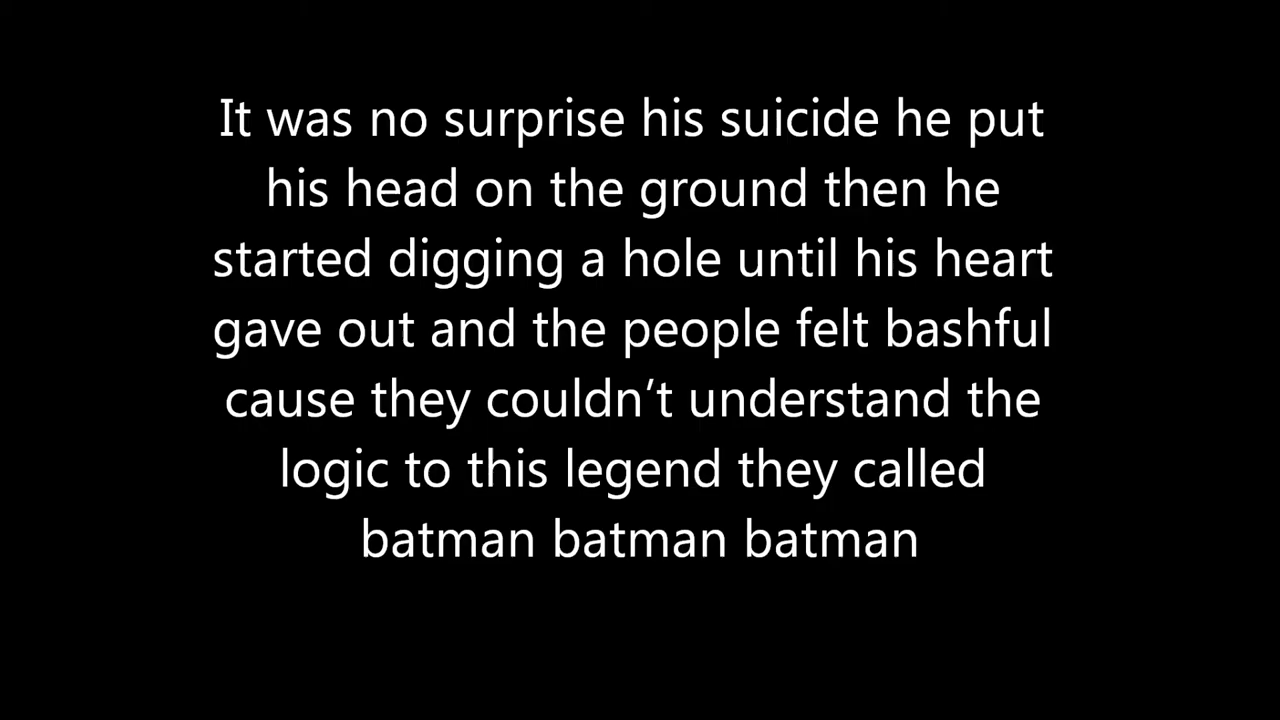 It was no surprise his suicide he put
his head on the ground then he
started digging a hole until his heart
gave out and the people felt bashful
cause they couldn’t understand the
logic to this legend they called
batman batman batman